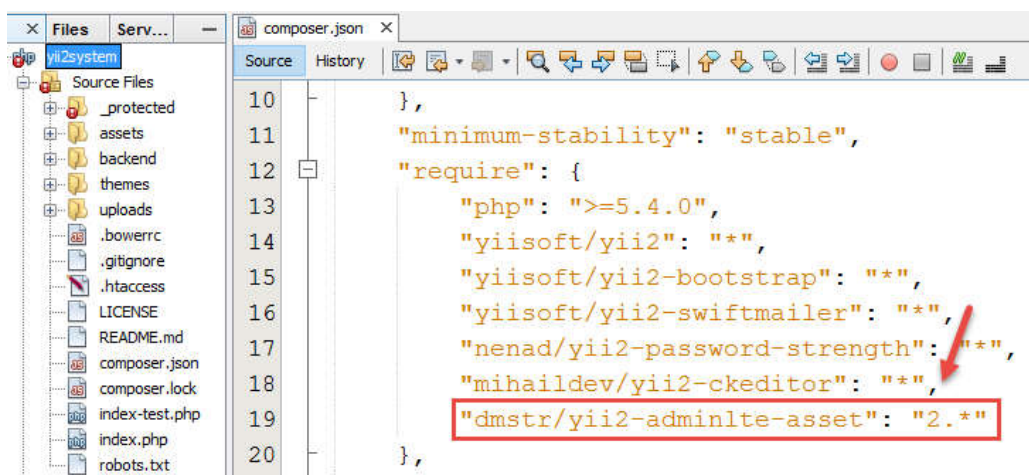 Files Serv...
composer.json
yii2system
Source Files
_protected
assets
backend
themes
uploads
.bowerrc
.gitignore
.htaccess
LICENSE
README.md
composer.json
composer.lock
index-test.php
index.php
robots.txt
Source History
10 },
11 "minimum-stability": "stable",
12 "require": {
13 "php": ">=5.4.0",
14 "yiisoft/yii2": "*",
15 "yiisoft/yii2-bootstrap": "*",
16 "yiisoft/yii2-swiftmailer": "*",
17 "nenad/yii2-password-strength": "*",
18 "mihaildev/yii2-ckeditor": "*",
19 "dmstr/yii2-adminlte-asset": "2.*"
20 },